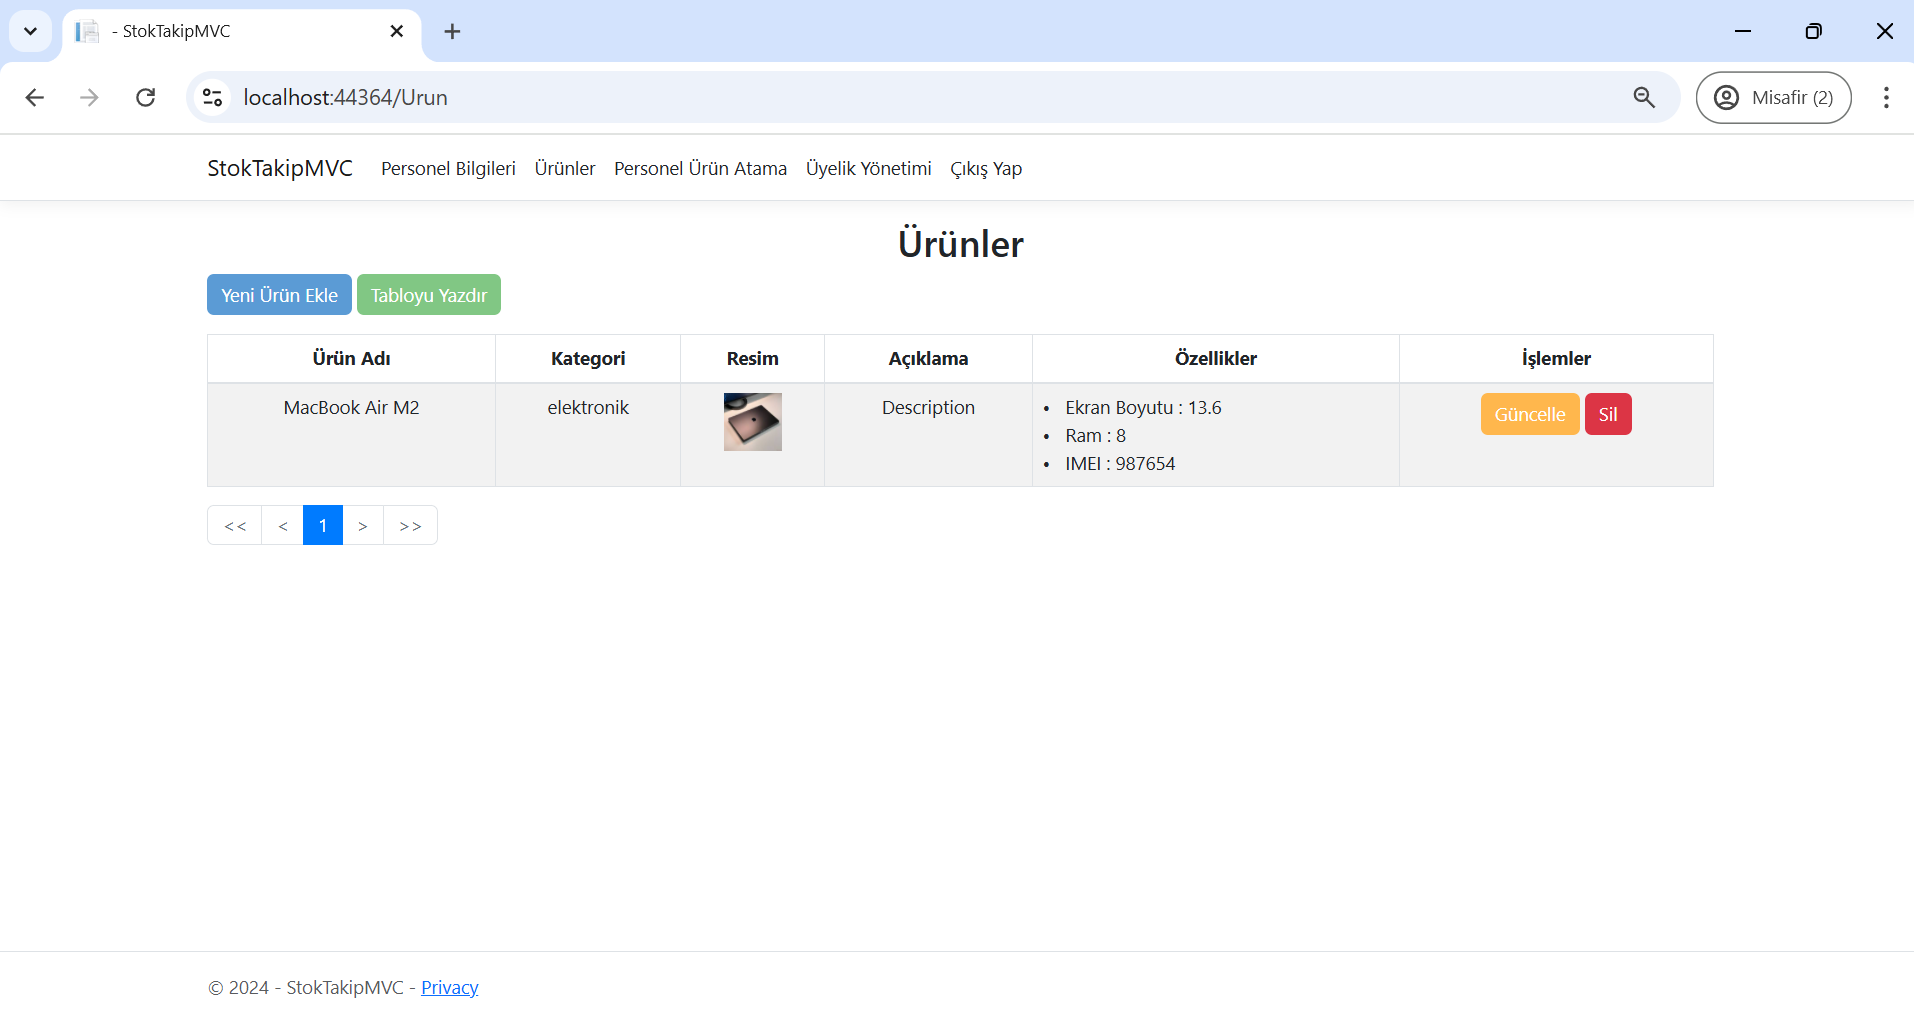 - StokTakipMVC
localhost:44364/Urun
Misafir (2)
StokTakipMVC Personel Bilgileri Ürünler Personel Ürün Atama Üyelik Yönetimi Çıkış Yap
Ürünler
Yeni Ürün Ekle Tabloyu Yazdır
Ürün Adı Kategori Resim Açıklama Özellikler İşlemler
MacBook Air M2 elektronik Description • Ekran Boyutu : 13.6 Güncelle Sil
• Ram : 8
• IMEI : 987654
<< < 1 > >>
© 2024 - StokTakipMVC - Privacy